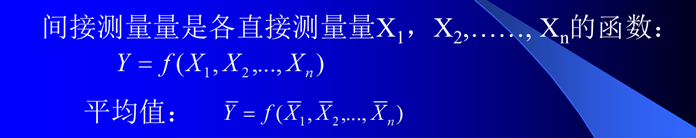 间接测量量是各直接测量量X₁，X₂,……, Xₙ的函数：
Y = f(X₁,X₂,...,Xₙ)
平均值： Y̅ = f(X̅₁,X̅₂,...,X̅ₙ)